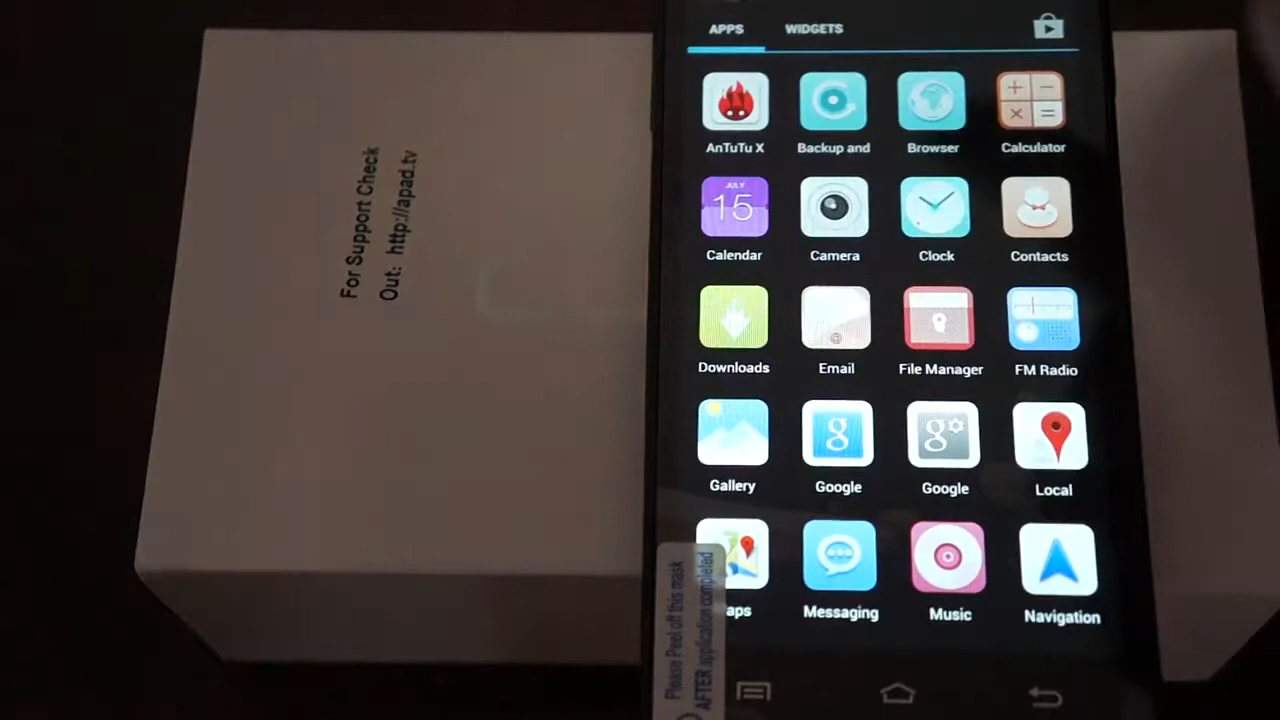 For Support Check
Out: http://apad.tv
APPS
WIDGETS
AnTuTu X
Backup and
Browser
Calculator
JULY
15
Calendar
Camera
Clock
Contacts
Downloads
Email
File Manager
FM Radio
g
g
Gallery
Google
Google
Local
aps
Messaging
Music
Navigation
Please Peel off this mask
AFTER application completed